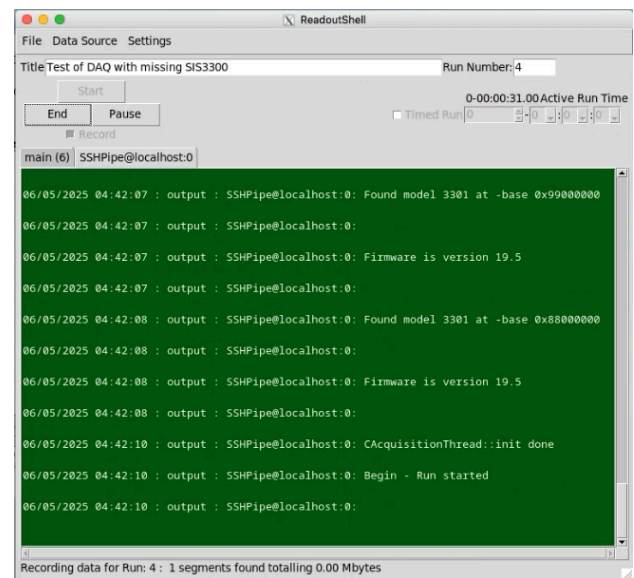 ReadoutShell
File Data Source Settings
Title Test of DAQ with missing SIS3300 Run Number: 4
Start
0-00:00:31.00 Active Run Time
End Pause
Timed Run 0 - 0 : 0 : 0
Record
main (6) SSHPipe@localhost:0
06/05/2025 04:42:07 : output : SSHPipe@localhost:0: Found model 3301 at -base 0x99000000
06/05/2025 04:42:07 : output : SSHPipe@localhost:0:
06/05/2025 04:42:07 : output : SSHPipe@localhost:0: Firmware is version 19.5
06/05/2025 04:42:07 : output : SSHPipe@localhost:0:
06/05/2025 04:42:08 : output : SSHPipe@localhost:0: Found model 3301 at -base 0x88000000
06/05/2025 04:42:08 : output : SSHPipe@localhost:0:
06/05/2025 04:42:08 : output : SSHPipe@localhost:0: Firmware is version 19.5
06/05/2025 04:42:08 : output : SSHPipe@localhost:0:
06/05/2025 04:42:10 : output : SSHPipe@localhost:0: CAcquisitionThread::init done
06/05/2025 04:42:10 : output : SSHPipe@localhost:0: Begin - Run started
06/05/2025 04:42:10 : output : SSHPipe@localhost:0:
Recording data for Run: 4 : 1 segments found totalling 0.00 Mbytes